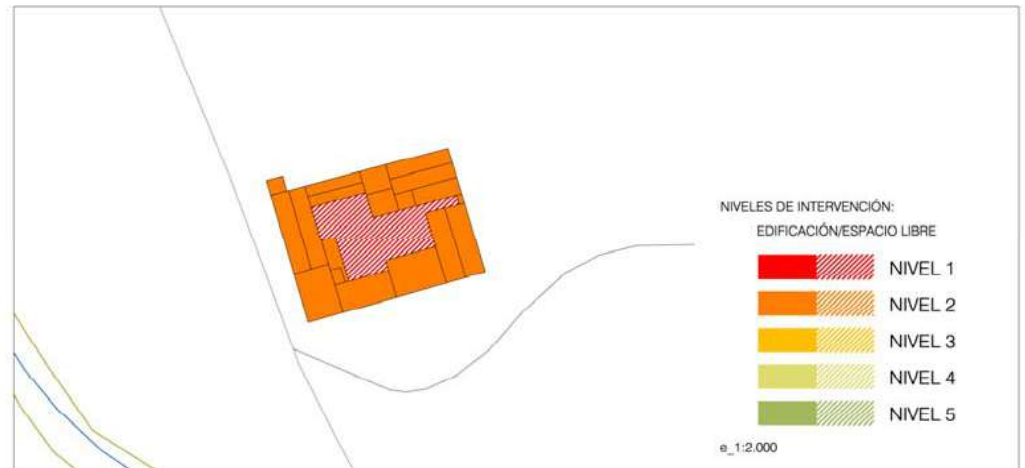 NIVELES DE INTERVENCIÓN:
EDIFICACIÓN/ESPACIO LIBRE
NIVEL 1
NIVEL 2
NIVEL 3
NIVEL 4
NIVEL 5
e_1:2.000